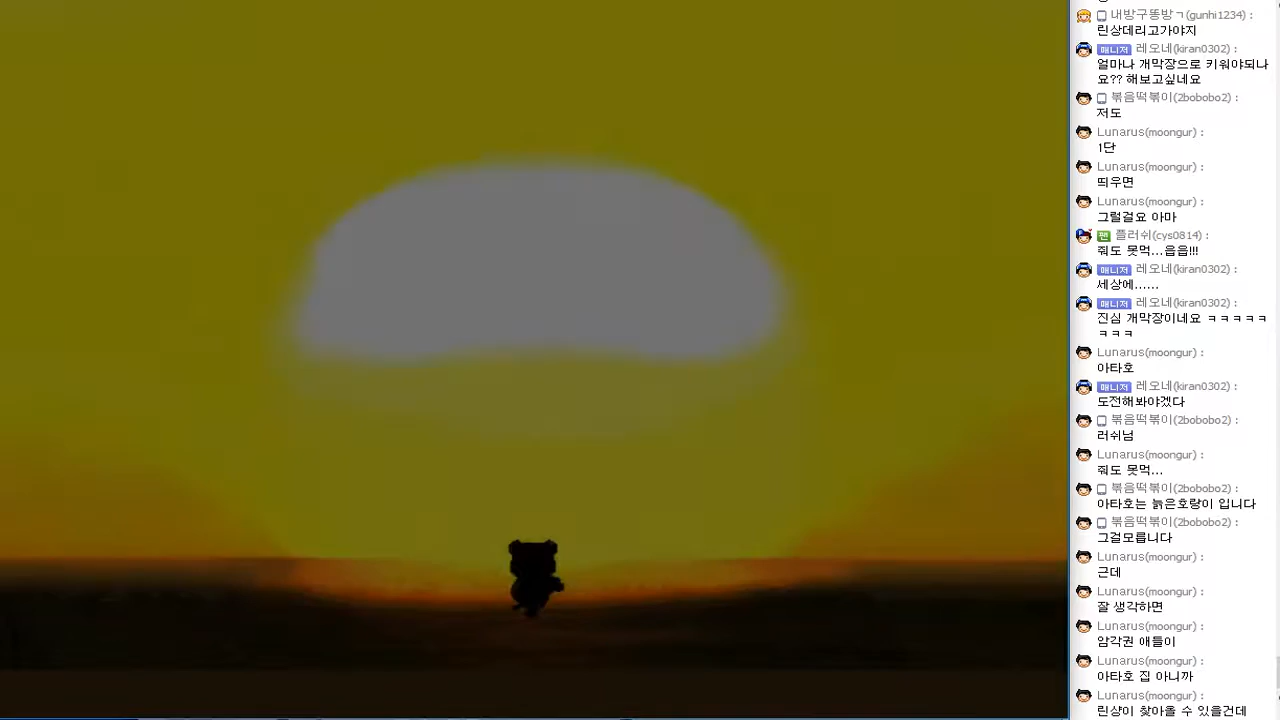 내방구똥방ㄱ(gunhi1234) :
린상데리고가야지
매니저 레오네(kiran0302) :
얼마나 개막장으로 키워야되나
요?? 해보고싶네요
볶음떡볶이(2bobobo2) :
저도
Lunarus(moongur) :
1단
Lunarus(moongur) :
띄우면
Lunarus(moongur) :
그럴걸요 아마
팬 플러쉬(cys0814) :
줘도 못먹...읍읍!!!
매니저 레오네(kiran0302) :
세상에......
매니저 레오네(kiran0302) :
진심 개막장이네요 ㅋㅋㅋㅋㅋ
ㅋㅋㅋ
Lunarus(moongur) :
아타호
매니저 레오네(kiran0302) :
도전해봐야겠다
볶음떡볶이(2bobobo2) :
러쉬님
Lunarus(moongur) :
줘도 못먹...
볶음떡볶이(2bobobo2) :
아타호는 늙은호랑이 입니다
볶음떡볶이(2bobobo2) :
그걸모릅니다
Lunarus(moongur) :
근데
Lunarus(moongur) :
잘 생각하면
Lunarus(moongur) :
암각권 얘들이
Lunarus(moongur) :
아타호 집 아니까
Lunarus(moongur) :
린샹이 찾아올 수 있을건데